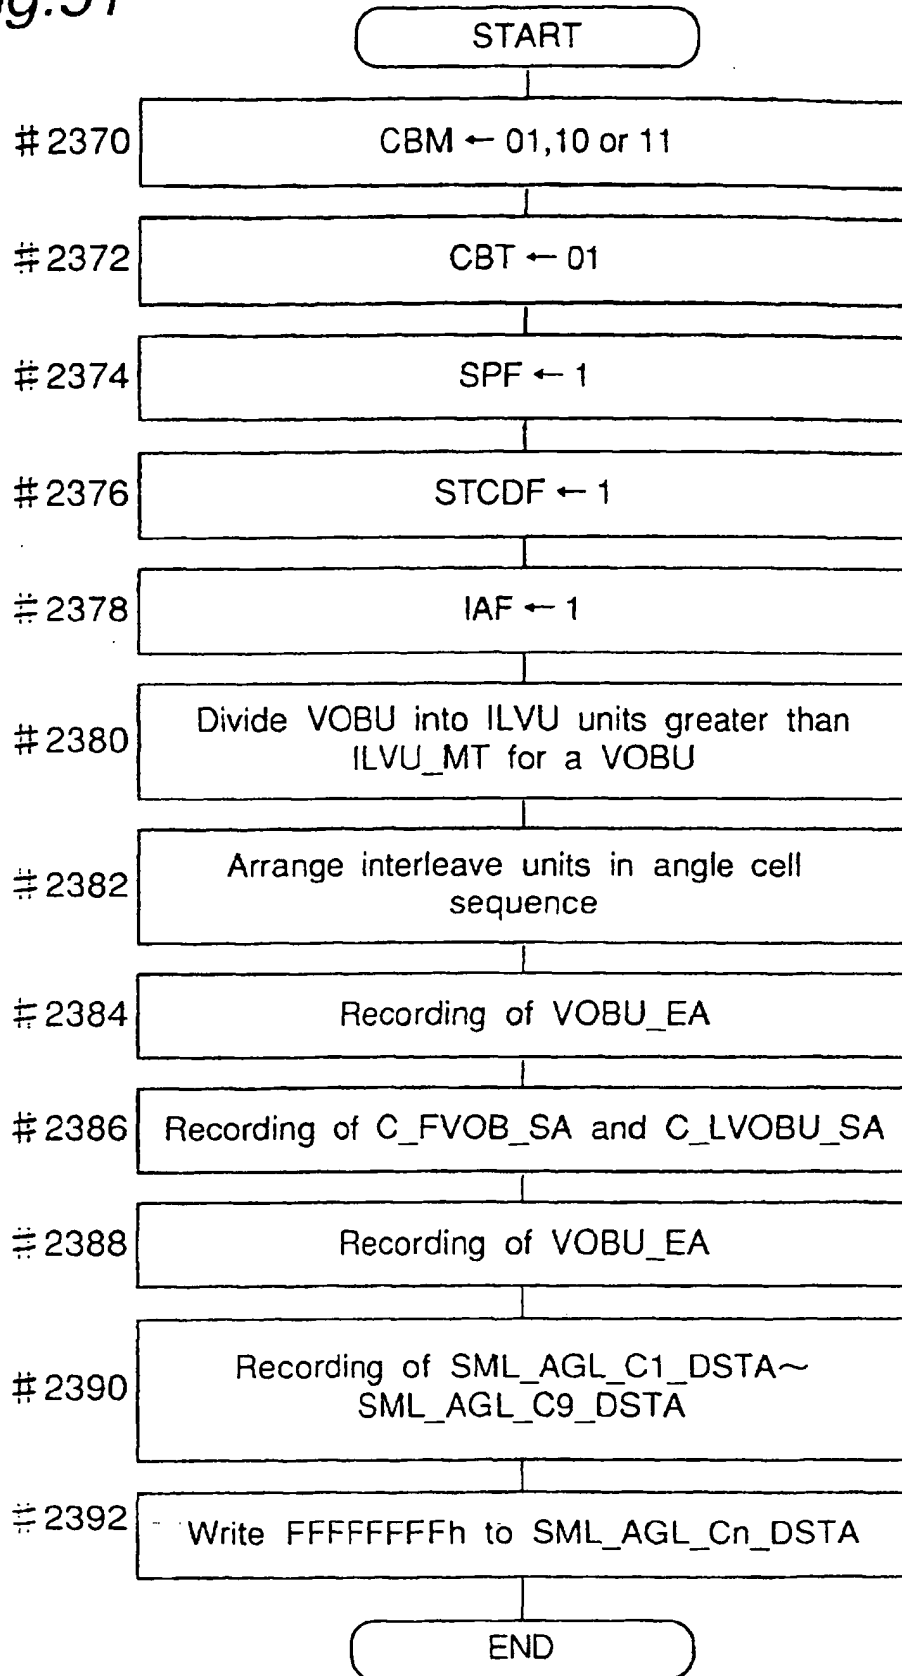 ig.51
START
#2370
CBM ← 01,10 or 11
#2372
CBT ← 01
#2374
SPF ← 1
#2376
STCDF ← 1
#2378
IAF ← 1
#2380
Divide VOBU into ILVU units greater than
ILVU_MT for a VOBU
#2382
Arrange interleave units in angle cell
sequence
#2384
Recording of VOBU_EA
#2386
Recording of C_FVOB_SA and C_LVOBU_SA
#2388
Recording of VOBU_EA
#2390
Recording of SML_AGL_C1_DSTA~
SML_AGL_C9_DSTA
#2392
Write FFFFFFFFh to SML_AGL_Cn_DSTA
END